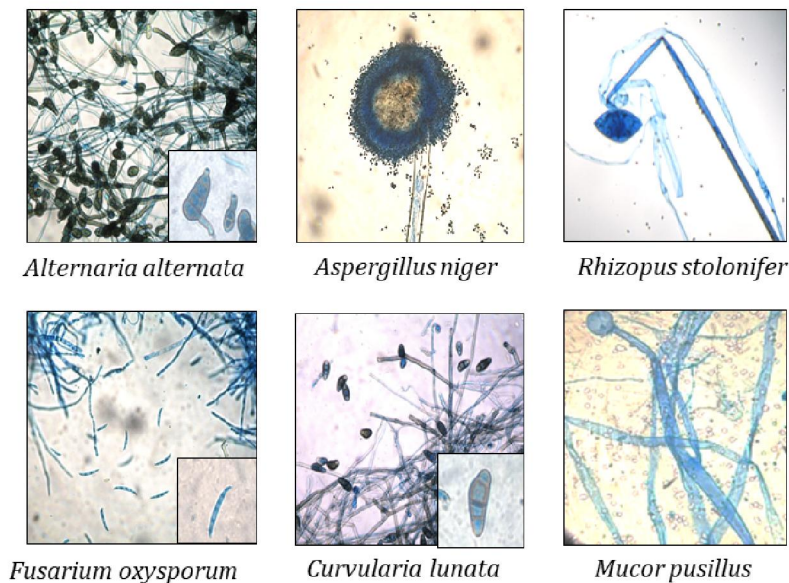 Alternaria alternata
Aspergillus niger
Rhizopus stolonifer
Fusarium oxysporum
Curvularia lunata
Mucor pusillus